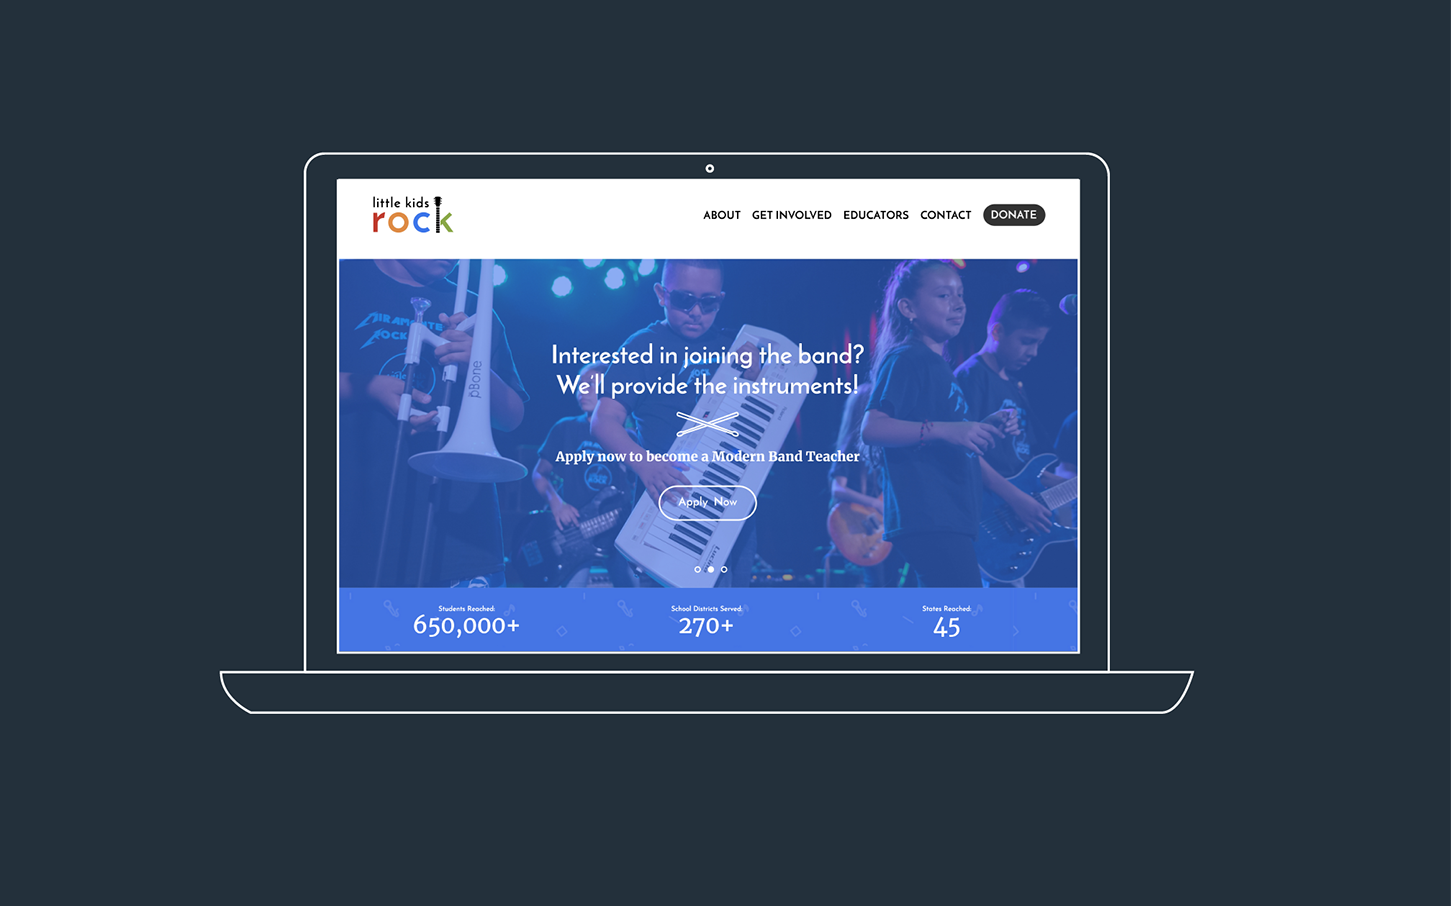 little kids
rock
ABOUT GET INVOLVED EDUCATORS CONTACT DONATE
MIRAMONTE
ROCK
pBone
Interested in joining the band?
We'll provide the instruments!
Apply now to become a Modern Band Teacher
Apply Now
Students Reached:
650,000+
School Districts Served:
270+
States Reached:
45